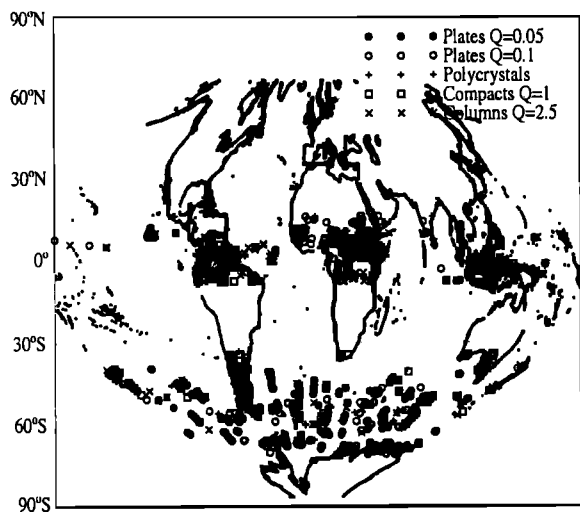 90°N
Plates Q=0.05
Plates Q=0.1
Polycrystals
Compacts Q=1
Columns Q=2.5
60°N
30°N
0°
30°S
60°S
90°S